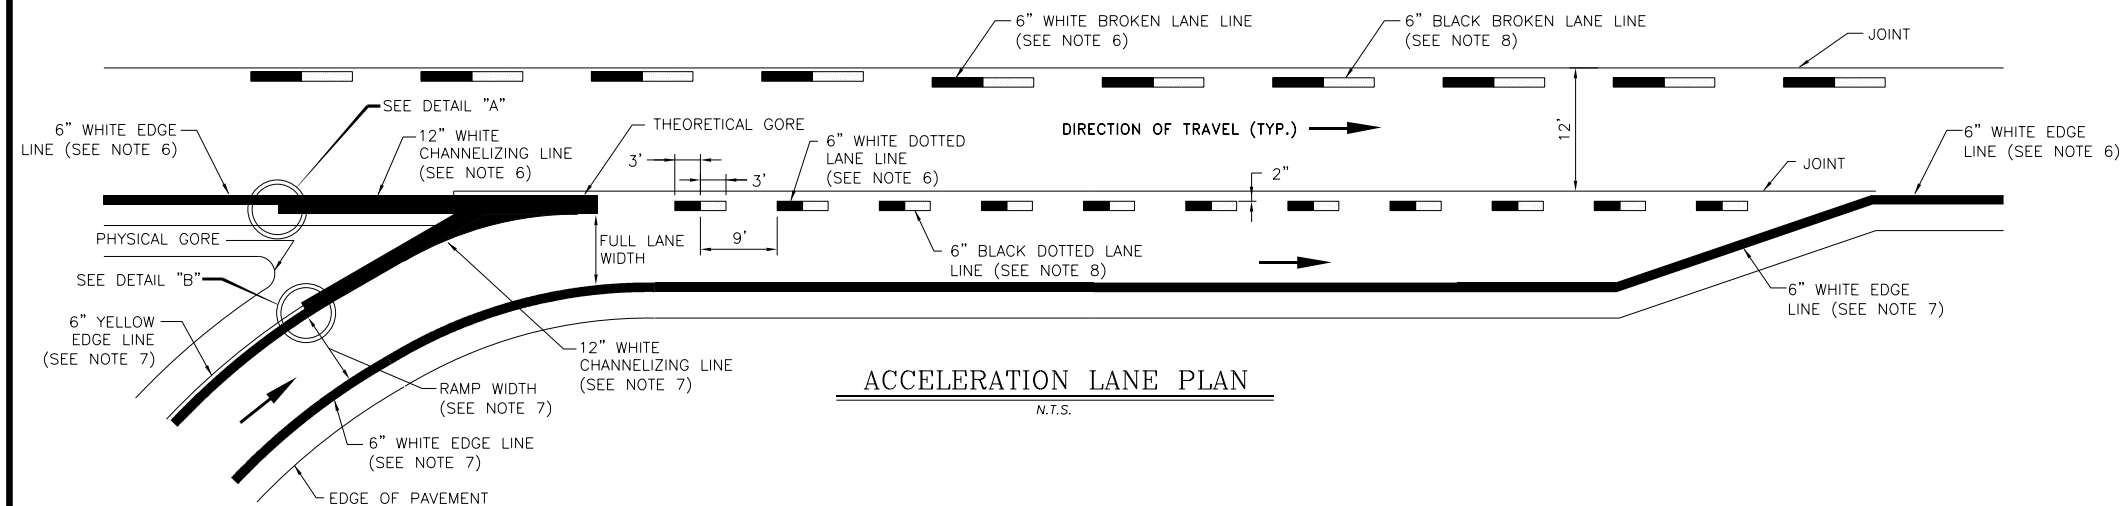 6" WHITE BROKEN LANE LINE
(SEE NOTE 6)
6" BLACK BROKEN LANE LINE
(SEE NOTE 8)
JOINT
SEE DETAIL "A"
6" WHITE EDGE
LINE (SEE NOTE 6)
12" WHITE
CHANNELIZING LINE
(SEE NOTE 6)
THEORETICAL GORE
3'
3'
6" WHITE DOTTED
LANE LINE
(SEE NOTE 6)
DIRECTION OF TRAVEL (TYP.)
12'
2"
JOINT
6" WHITE EDGE
LINE (SEE NOTE 6)
PHYSICAL GORE
SEE DETAIL "B"
FULL LANE
WIDTH
9'
6" BLACK DOTTED LANE
LINE (SEE NOTE 8)
6" WHITE EDGE
LINE (SEE NOTE 7)
6" YELLOW
EDGE LINE
(SEE NOTE 7)
12" WHITE
CHANNELIZING LINE
(SEE NOTE 7)
RAMP WIDTH
(SEE NOTE 7)
6" WHITE EDGE LINE
(SEE NOTE 7)
EDGE OF PAVEMENT
ACCELERATION LANE PLAN
N.T.S.